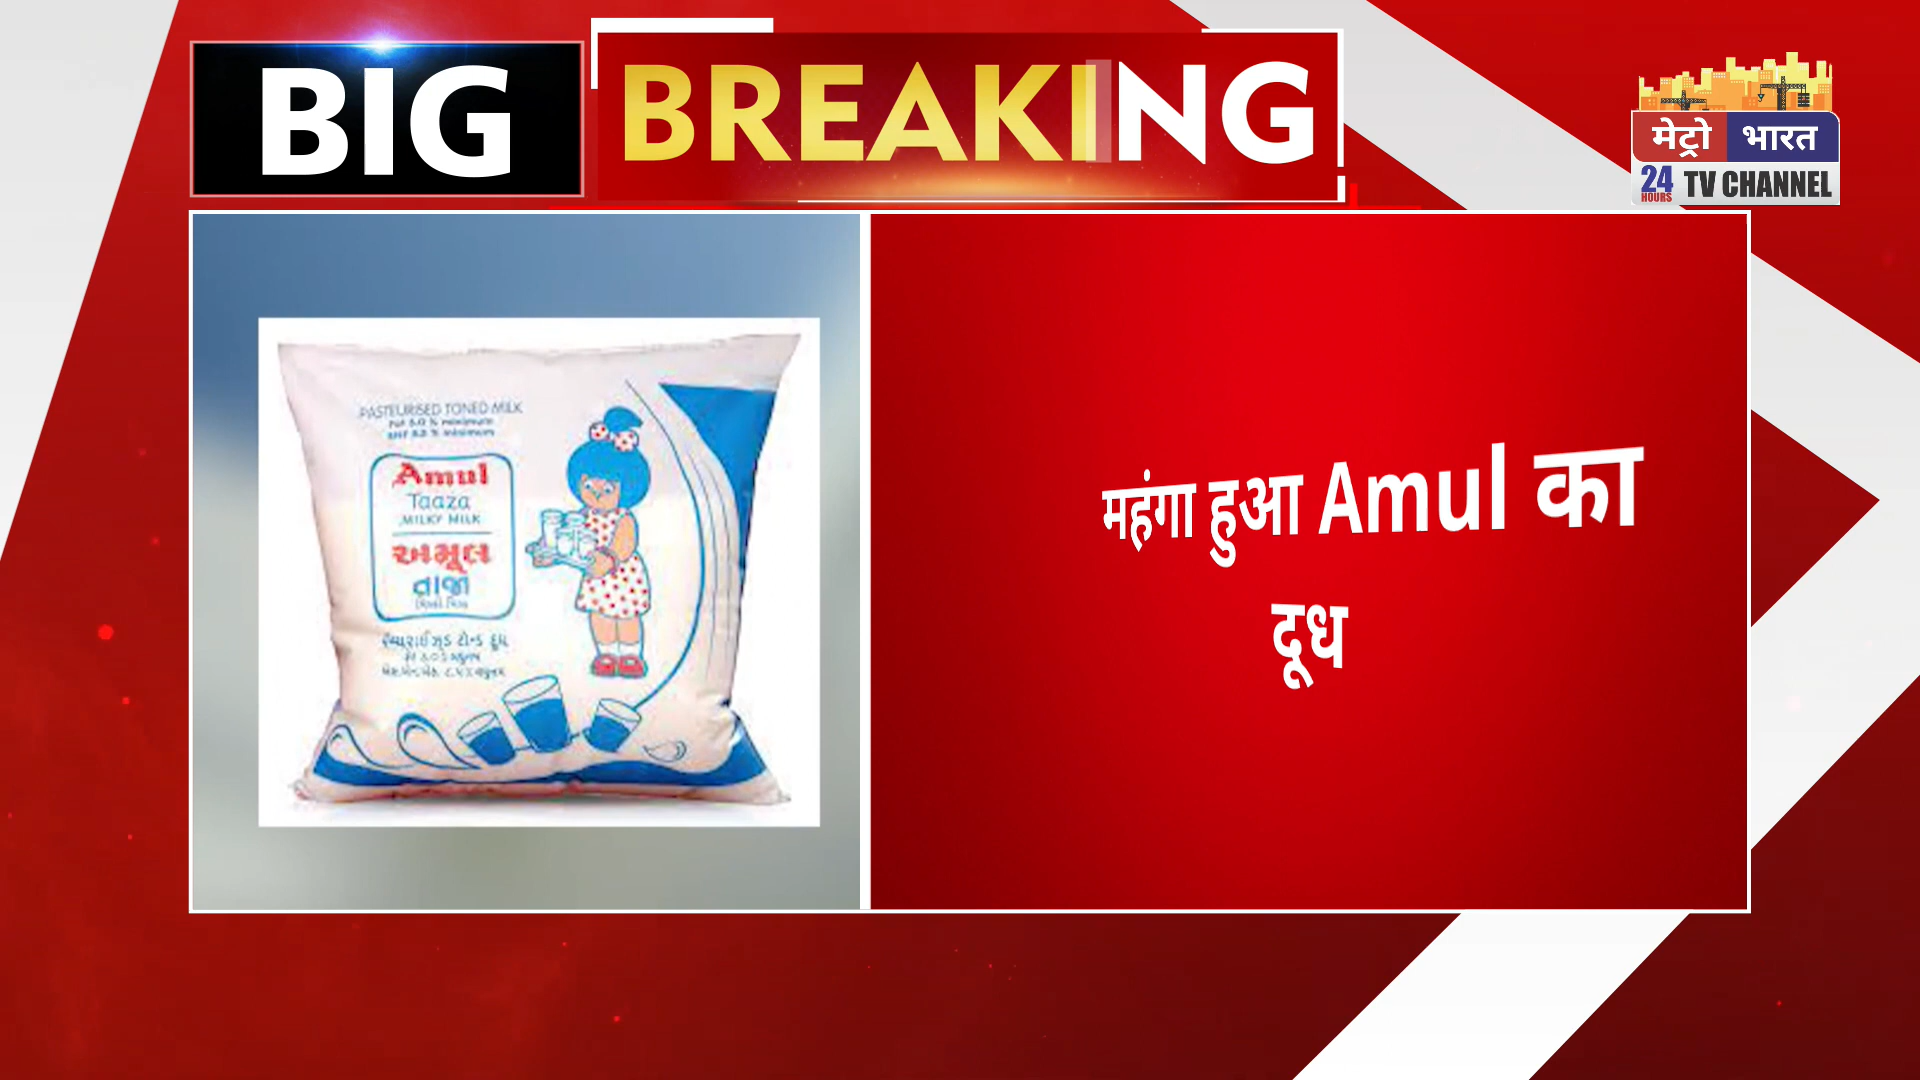 BIG BREAKING
मेट्रो भारत
24 HOURS TV CHANNEL
PASTEURISED TONED MILK
Amul
Taaza
MILKY MILK
અમૂલ
તાજા
महंगा हुआ Amul का
दूध